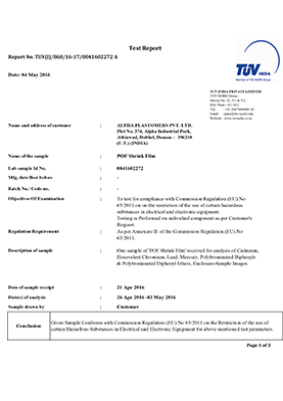 Test Report
Report No. TUV(I)/860/16-17/0041602272 A
Date: 04 May 2016
TÜV INDIA
TUV INDIA PRIVATE LIMITED
Name and address of customer : ALPHA PLASTOMERS PVT. LTD.
Plot No. 374, Alpha Industrial Park,
Athiawad, Dabhel, Daman – 396210
(U.T.) (INDIA)
Name of the sample : POF Shrink Film
Lab sample Id No. : 0041602272
Mfg. date/Best before : -
Batch No./ Code no. : -
Objectives Of Examination : To test for compliance with Commission Regulation (EU) No
65/2011 on on the restriction of the use of certain hazardous
substances in electrical and electronic equipment
Testing is Performed on individual component as per Customer's
Request
Regulation Requirement : As per Annexure II of the Commission Regulation (EU) No
65/2011.
Description of sample : One sample of 'POF Shrink Film' received for analysis of Cadmium,
Hexavalent Chromium, Lead, Mercury, Polybrominated Biphenyls
& Polybrominated Diphenyl Ethers. Enclosure-Sample Images
Date of sample receipt : 21 Apr 2016
Date(s) of analysis : 26 Apr 2016 -03 May 2016
Sample drawn by : Customer
Conclusion Given Sample Conforms with Commission Regulation (EU) No 65/2011 on the Restriction of the use of
certain Hazardous Substances in Electrical and Electronic Equipment for above mentioned test parameters.
Page 1 of 3